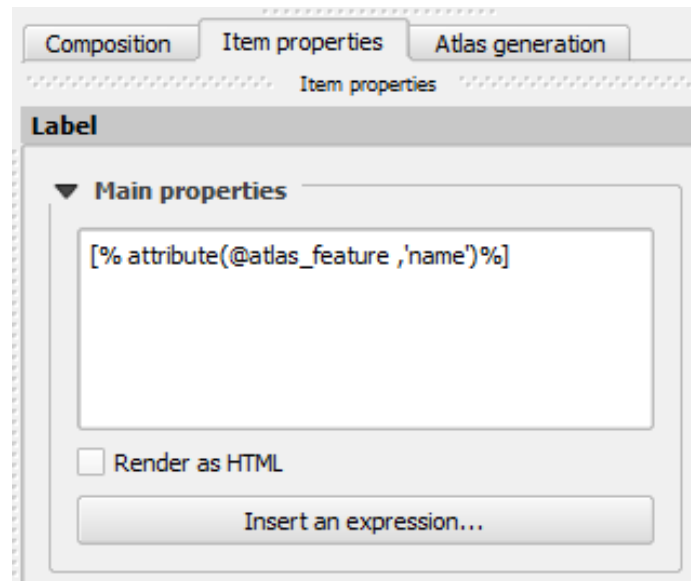 Composition Item properties Atlas generation
Item properties
Label
Main properties
[% attribute(@atlas_feature ,'name')%]
Render as HTML
Insert an expression...